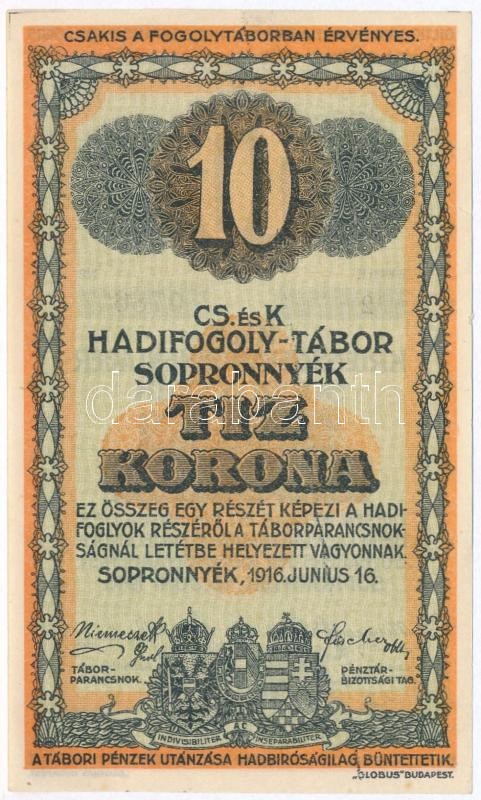 CSAKIS A FOGOLYTÁBORBAN ÉRVÉNYES.
10
CS. ÉS K
HADIFOGOLY-TÁBOR
SOPRONNYÉK
darabanth
TIZ
KORONA
EZ ÖSSZEG EGY RÉSZÉT KÉPEZI A HADI-
FOGLYOK RÉSZÉRŐL A TÁBORPARANCSNOK-
SÁGNÁL LETÉTBE HELYEZETT VAGYONNAK.
SOPRONNYÉK, 1916. JUNIUS 16.
TÁBOR-
PARANCSNOK.
PÉNZTÁR-
BIZOTTSÁGI TAG.
INDIVISIBILITER AC INSEPARABILITER
A TÁBORI PÉNZEK UTÁNZÁSA HADBIRÓSÁGILAG BÜNTETTETIK.
„GLOBUS" BUDAPEST.